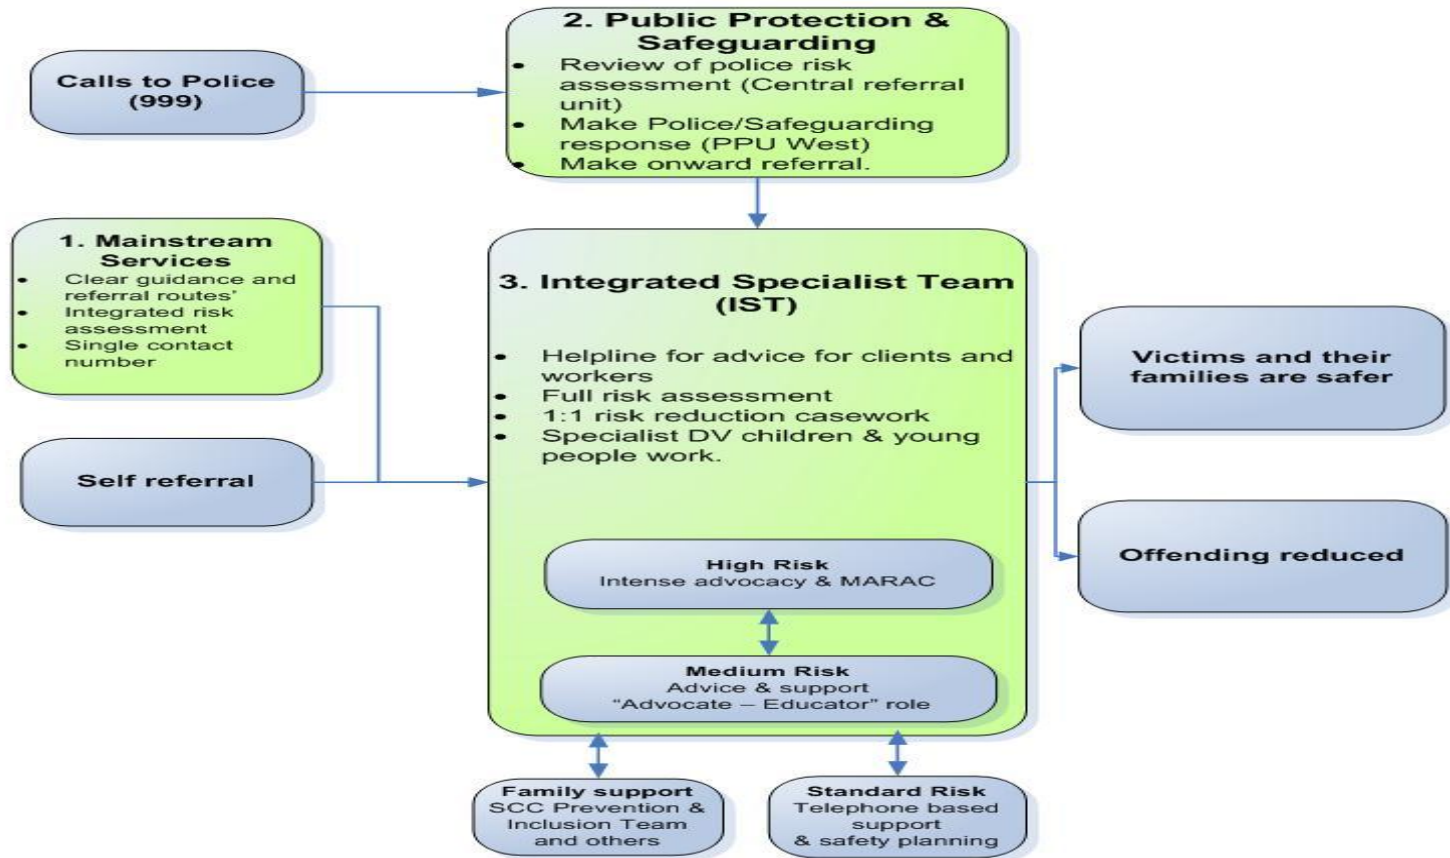 Calls to Police
(999)
2. Public Protection &
Safeguarding
• Review of police risk
assessment (Central referral
unit)
• Make Police/Safeguarding
response (PPU West)
• Make onward referral.
1. Mainstream
Services
• Clear guidance and
referral routes'
• Integrated risk
assessment
• Single contact
number
Self referral
3. Integrated Specialist Team
(IST)
• Helpline for advice for clients and
workers
• Full risk assessment
• 1:1 risk reduction casework
• Specialist DV children & young
people work.
High Risk
Intense advocacy & MARAC
Medium Risk
Advice & support
“Advocate – Educator” role
Family support
SCC Prevention &
Inclusion Team
and others
Standard Risk
Telephone based
support
& safety planning
Victims and their
families are safer
Offending reduced